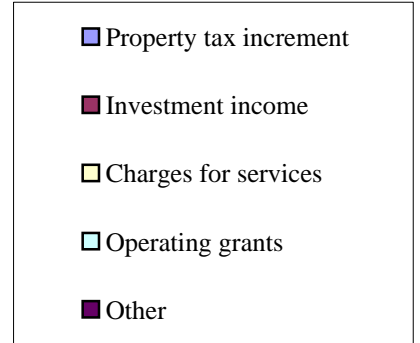 Property tax increment
Investment income
Charges for services
Operating grants
Other